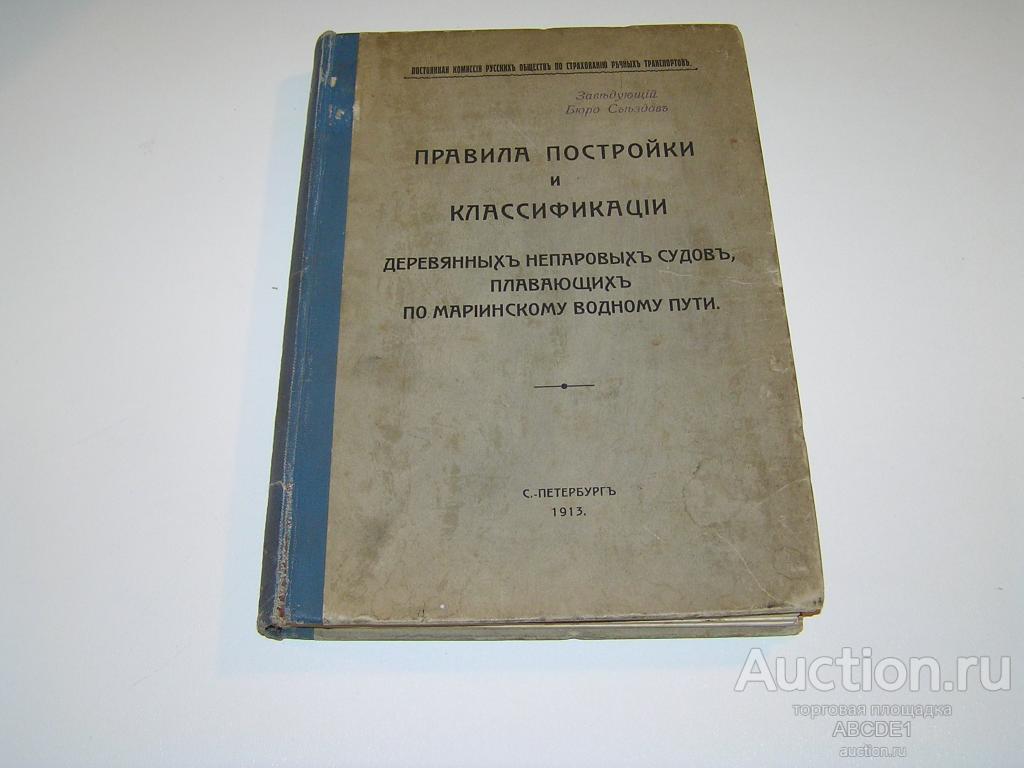 ПОСТОЯННАЯ КОМИССІЯ РУССКИХЪ ОБЩЕСТВЪ ПО СТРАХОВАНІЮ РѢЧНЫХЪ ТРАНСПОРТОВЪ.
Завѣдующій
Бюро Съѣздовъ
ПРАВИЛА ПОСТРОЙКИ
И
КЛАССИФИКАЦІИ
ДЕРЕВЯННЫХЪ НЕПАРОВЫХЪ СУДОВЪ,
ПЛАВАЮЩИХЪ
ПО МАРІИНСКОМУ ВОДНОМУ ПУТИ.
С.-ПЕТЕРБУРГЪ
1913.
Auction.ru
торговая площадка
ABCDE1
auction.ru